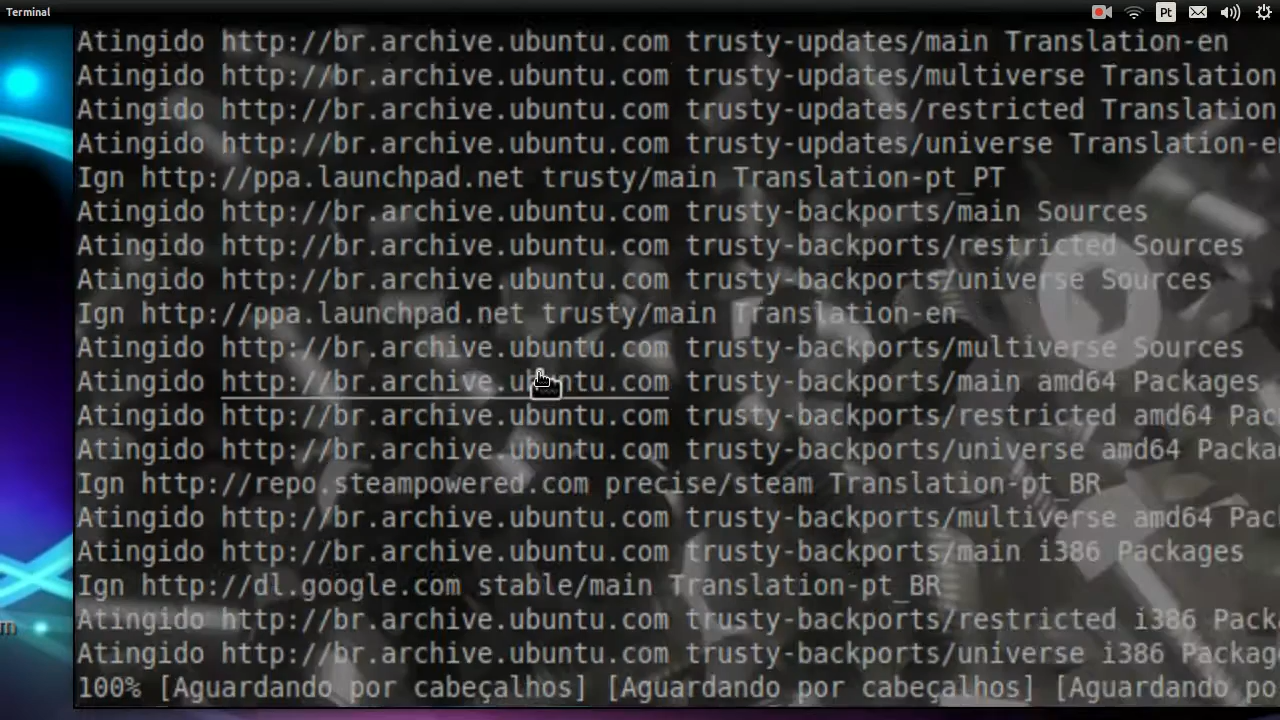 Terminal
Pt
Atingido http://br.archive.ubuntu.com trusty-updates/main Translation-en
Atingido http://br.archive.ubuntu.com trusty-updates/multiverse Translation
Atingido http://br.archive.ubuntu.com trusty-updates/restricted Translation
Atingido http://br.archive.ubuntu.com trusty-updates/universe Translation-en
Ign http://ppa.launchpad.net trusty/main Translation-pt_PT
Atingido http://br.archive.ubuntu.com trusty-backports/main Sources
Atingido http://br.archive.ubuntu.com trusty-backports/restricted Sources
Atingido http://br.archive.ubuntu.com trusty-backports/universe Sources
Ign http://ppa.launchpad.net trusty/main Translation-en
Atingido http://br.archive.ubuntu.com trusty-backports/multiverse Sources
Atingido http://br.archive.ubuntu.com trusty-backports/main amd64 Packages
Atingido http://br.archive.ubuntu.com trusty-backports/restricted amd64 Pac
Atingido http://br.archive.ubuntu.com trusty-backports/universe amd64 Packa
Ign http://repo.steampowered.com precise/steam Translation-pt_BR
Atingido http://br.archive.ubuntu.com trusty-backports/multiverse amd64 Pac
Atingido http://br.archive.ubuntu.com trusty-backports/main i386 Packages
Ign http://dl.google.com stable/main Translation-pt_BR
Atingido http://br.archive.ubuntu.com trusty-backports/restricted i386 Pack
Atingido http://br.archive.ubuntu.com trusty-backports/universe i386 Package
100% [Aguardando por cabeçalhos] [Aguardando por cabeçalhos] [Aguardando po